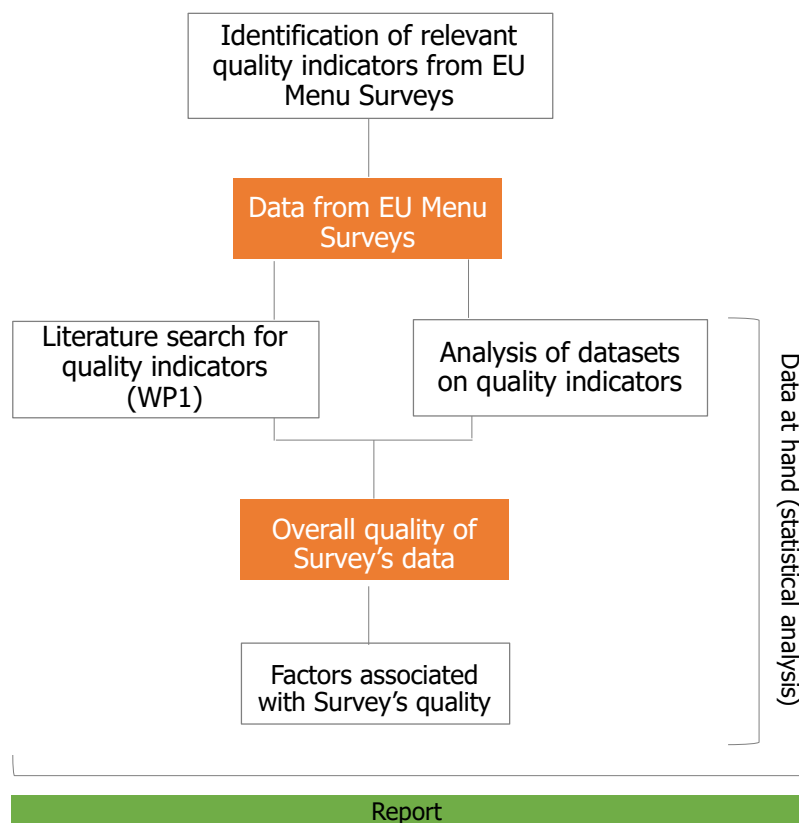 Identification of relevant
quality indicators from EU
Menu Surveys
Data from EU Menu
Surveys
Literature search for
quality indicators
(WP1)
Analysis of datasets
on quality indicators
Data at hand (statistical analysis)
Overall quality of
Survey’s data
Factors associated
with Survey’s quality
Report